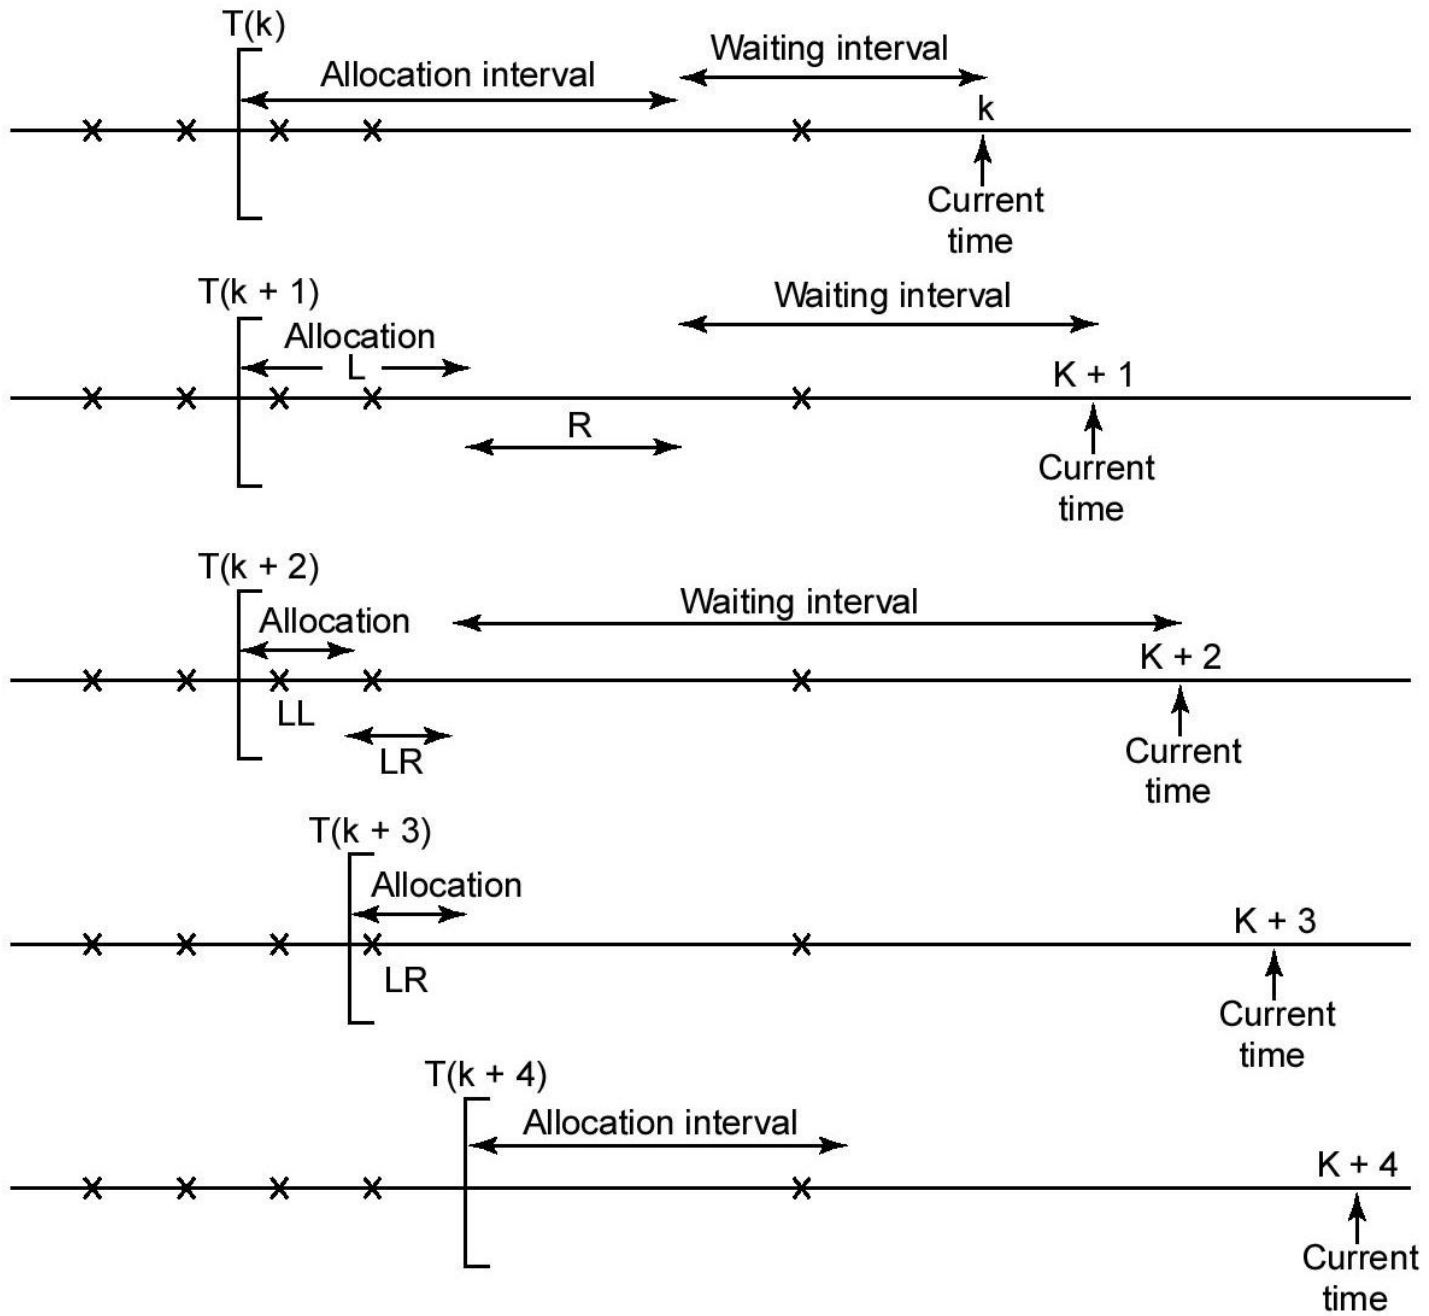 T(k)
Waiting interval
Allocation interval
k
Current
time
T(k + 1)
Waiting interval
Allocation
L
K + 1
R
Current
time
T(k + 2)
Waiting interval
Allocation
K + 2
LL
LR
Current
time
T(k + 3)
Allocation
K + 3
LR
Current
time
T(k + 4)
Allocation interval
K + 4
Current
time